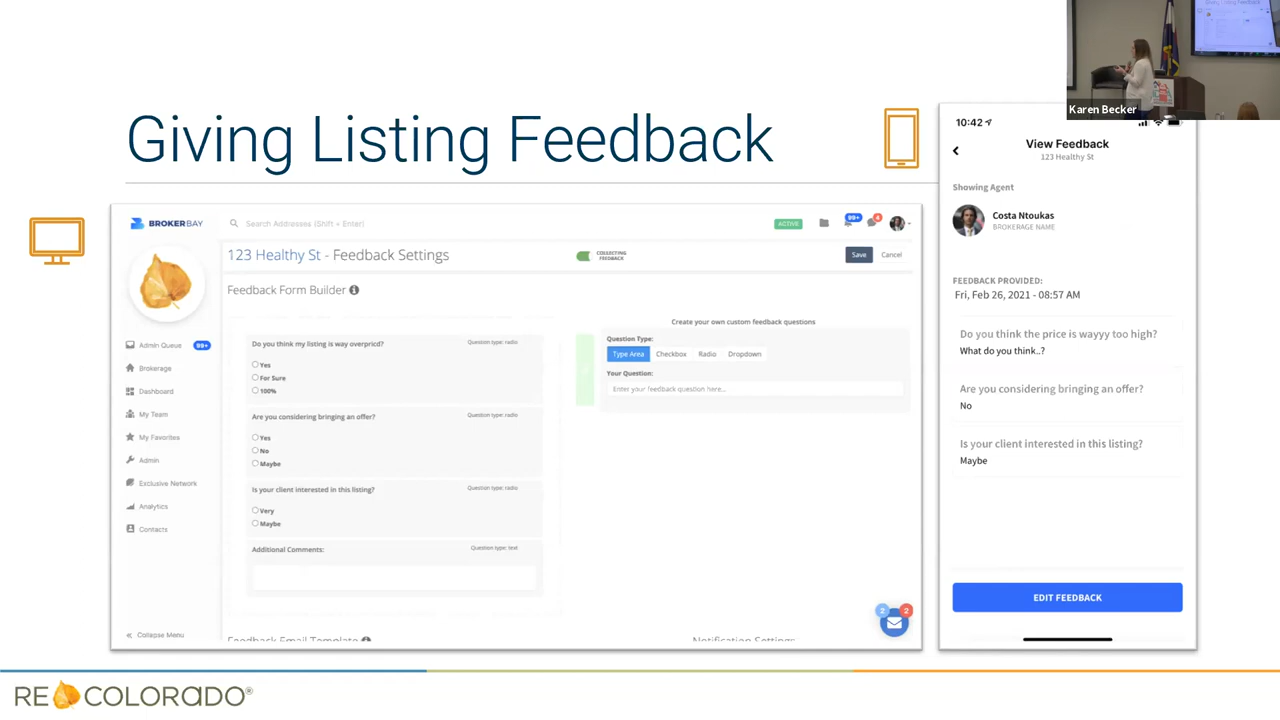 Karen Becker
Giving Listing Feedback
BROKERBAY
Search Addresses (Shift + Enter)
ACTIVE
99+
4
123 Healthy St - Feedback Settings
COLLECTING
FEEDBACK
Save
Cancel
Feedback Form Builder
Admin Queue
99+
Brokerage
Dashboard
My Team
My Favorites
Admin
Exclusive Network
Analytics
Contacts
Collapse Menu
Do you think my listing is way overpricd?
Question type: radio
Yes
For Sure
100%
Are you considering bringing an offer?
Question type: radio
Yes
No
Maybe
Is your client interested in this listing?
Question type: radio
Very
Maybe
Additional Comments:
Question type: text
Feedback Email Template
Create your own custom feedback questions
Question Type:
Type Area
Checkbox
Radio
Dropdown
Your Question:
Enter your feedback question here...
Notification Settings
2
2
10:42
View Feedback
123 Healthy St
Showing Agent
Costa Ntoukas
BROKERAGE NAME
FEEDBACK PROVIDED:
Fri, Feb 26, 2021 - 08:57 AM
Do you think the price is wayyy too high?
What do you think..?
Are you considering bringing an offer?
No
Is your client interested in this listing?
Maybe
EDIT FEEDBACK
RECOLORADO®